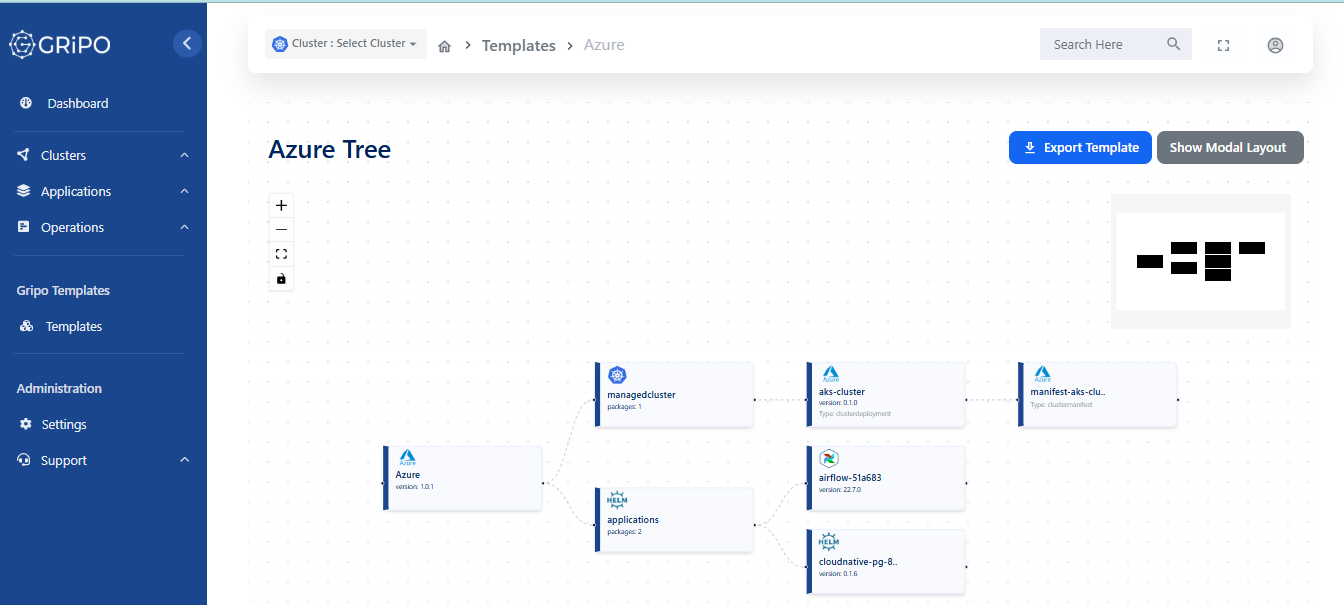 GRiPO
Cluster : Select Cluster
Templates
Azure
Search Here
Dashboard
Clusters
Applications
Operations
Gripo Templates
Templates
Administration
Settings
Support
Azure Tree
Export Template
Show Modal Layout
Azure
Azure
version: 1.0.1
managedcluster
packages: 1
HELM
applications
packages: 2
Azure
aks-cluster
version: 0.1.0
Type: clusterdeployment
airflow-51a683
version: 22.7.0
HELM
cloudnative-pg-8..
version: 0.1.6
Azure
manifest-aks-clu..
Type: clustermanifest